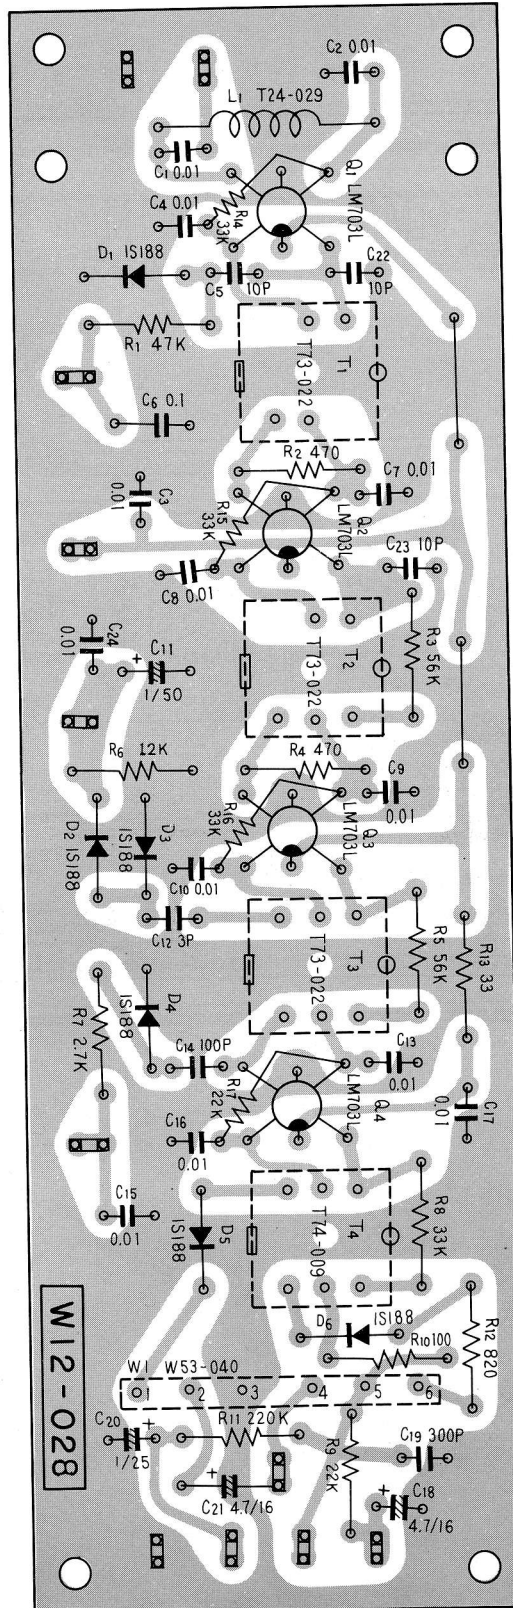 C2 0.01
L1 T24-029
C1 0.01
Q1 LM703L
C4 0.01
R14 33K
D1 IS188
C5 10P
C22 10P
R1 47K
T1 T73-022
C6 0.1
R2 470
C7 0.01
C3 0.01
R15 33K
Q2 LM703L
C8 0.01
C23 10P
C24 0.01
+ C11 1/50
T2 T73-022
R3 56K
R6 12K
R4 470
C9 0.01
D2 IS188
D3 IS188
R16 33K
Q3 LM703L
C10 0.01
C12 3P
T3 T73-022
R5 56K
R13 33
R7 2.7K
D4 IS188
C14 100P
C13 0.01
R17 22K
Q4 LM703L
C17 0.01
C16 0.01
C15 0.01
D5 IS188
T4 T74-009
R8 33K
D6 IS188
R10 100
R12 820
W1 W53-040
1 2 3 4 5 6
C20 + 1/25
R11 220K
R9 22K
C19 300P
+ C21 4.7/16
+ C18 4.7/16
W12-028